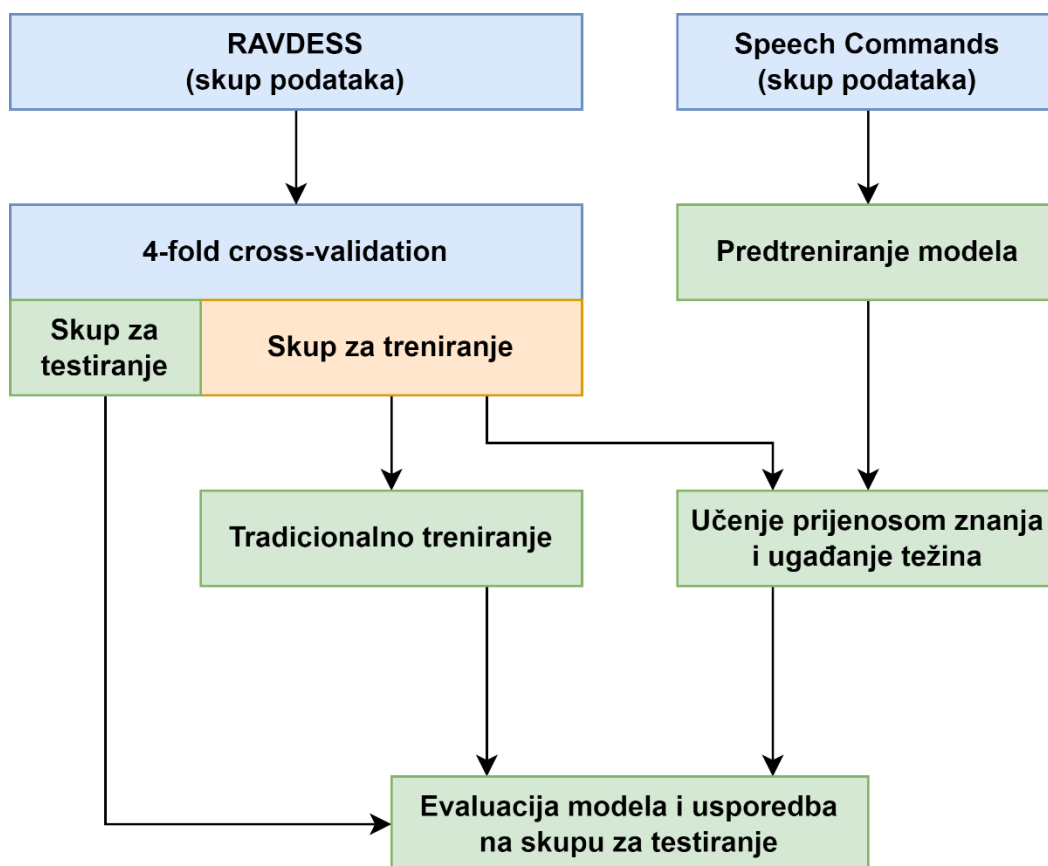 RAVDESS
(skup podataka)
Speech Commands
(skup podataka)
4-fold cross-validation
Predtreniranje modela
Skup za
testiranje
Skup za treniranje
Tradicionalno treniranje
Učenje prijenosom znanja
i ugađanje težina
Evaluacija modela i usporedba
na skupu za testiranje